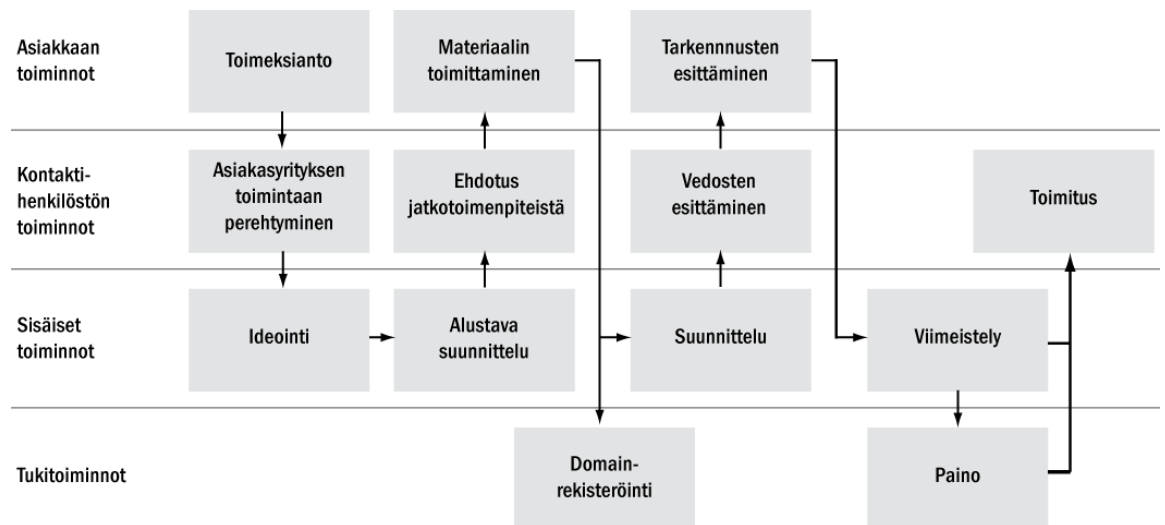 Asiakkaan
toiminnot
Toimeksianto
Materiaalin
toimittaminen
Tarkennnusten
esittäminen
Kontakti-
henkilöstön
toiminnot
Asiakasyrityksen
toimintaan
perehtyminen
Ehdotus
jatkotoimenpiteistä
Vedosten
esittäminen
Toimitus
Sisäiset
toiminnot
Ideointi
Alustava
suunnittelu
Suunnittelu
Viimeistely
Tukitoiminnot
Domain-
rekisteröinti
Paino